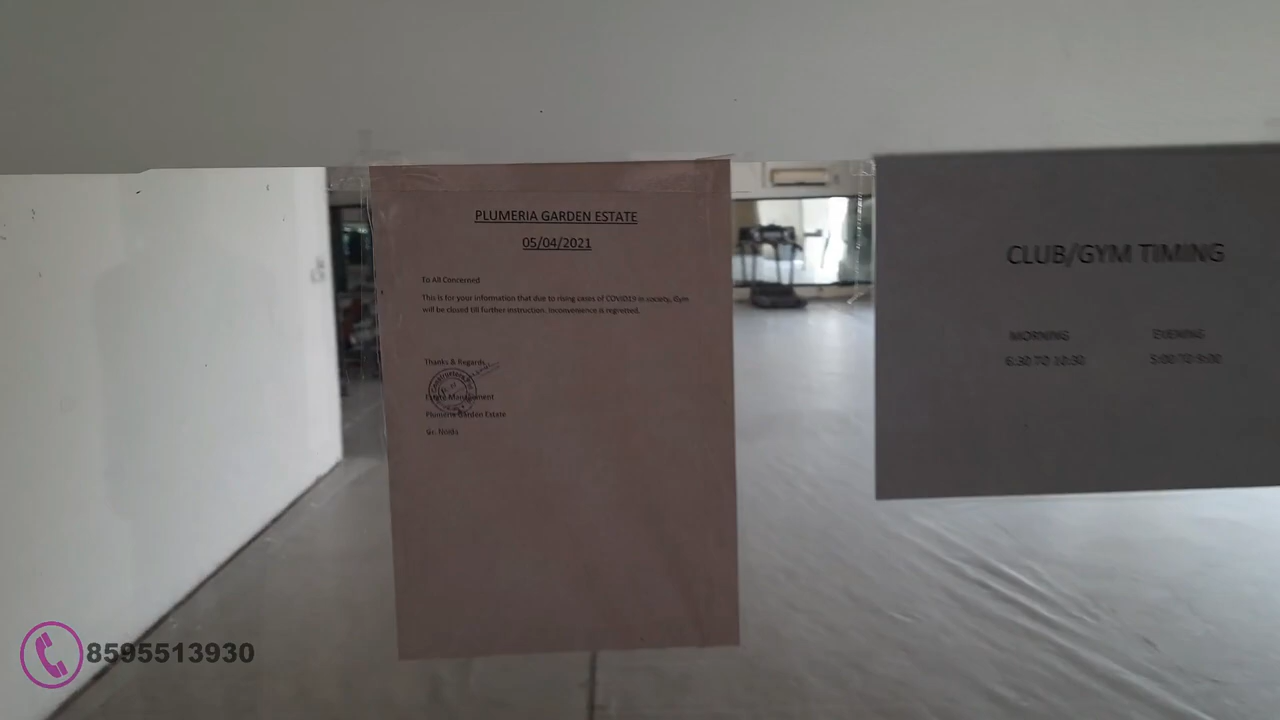 PLUMERIA GARDEN ESTATE
05/04/2021
To All Concerned
This is for your information that due to rising cases of COVID19 in society, Gym
will be closed till further instruction. Inconvenience is regretted.
Thanks & Regards
Estate Management
Plumeria Garden Estate
Gr. Noida
CLUB/GYM TIMING
MORNING EVENING
6:30 TO 10:30 5:00 TO 9:00
8595513930